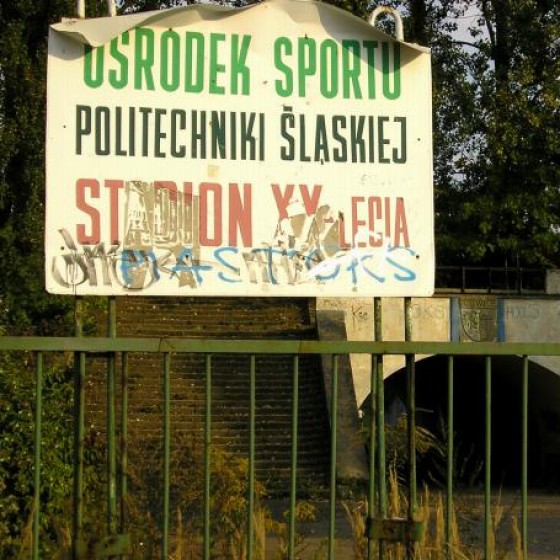 OŚRODEK SPORTU
POLITECHNIKI ŚLĄSKIEJ
STADION XX-LECIA